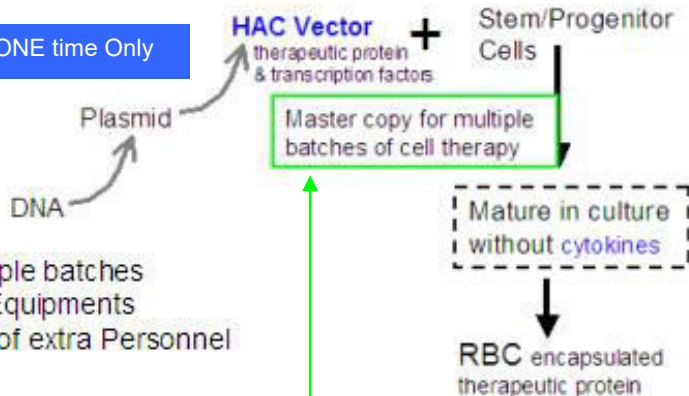 ONE time Only
HAC Vector
therapeutic protein
& transcription factors
+
Stem/Progenitor
Cells
Plasmid
Master copy for multiple
batches of cell therapy
DNA
Mature in culture
without cytokines
batches
Equipments
of extra Personnel
RBC encapsulated
therapeutic protein